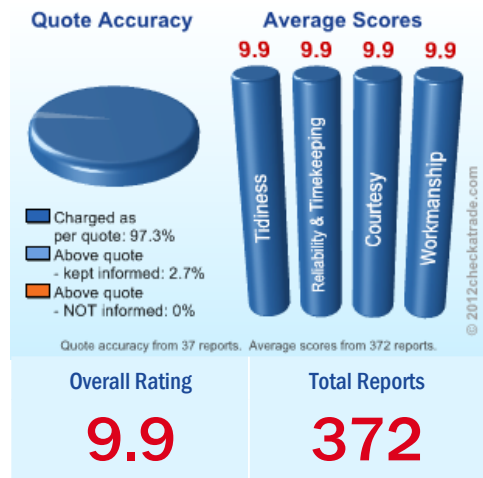 Quote Accuracy
Average Scores
9.9 9.9 9.9 9.9
Tidiness
Reliability & Timekeeping
Courtesy
Workmanship
Charged as
per quote: 97.3%
Above quote
- kept informed: 2.7%
Above quote
- NOT informed: 0%
© 2012checkatrade.com
Quote accuracy from 37 reports. Average scores from 372 reports.
Overall Rating
9.9
Total Reports
372